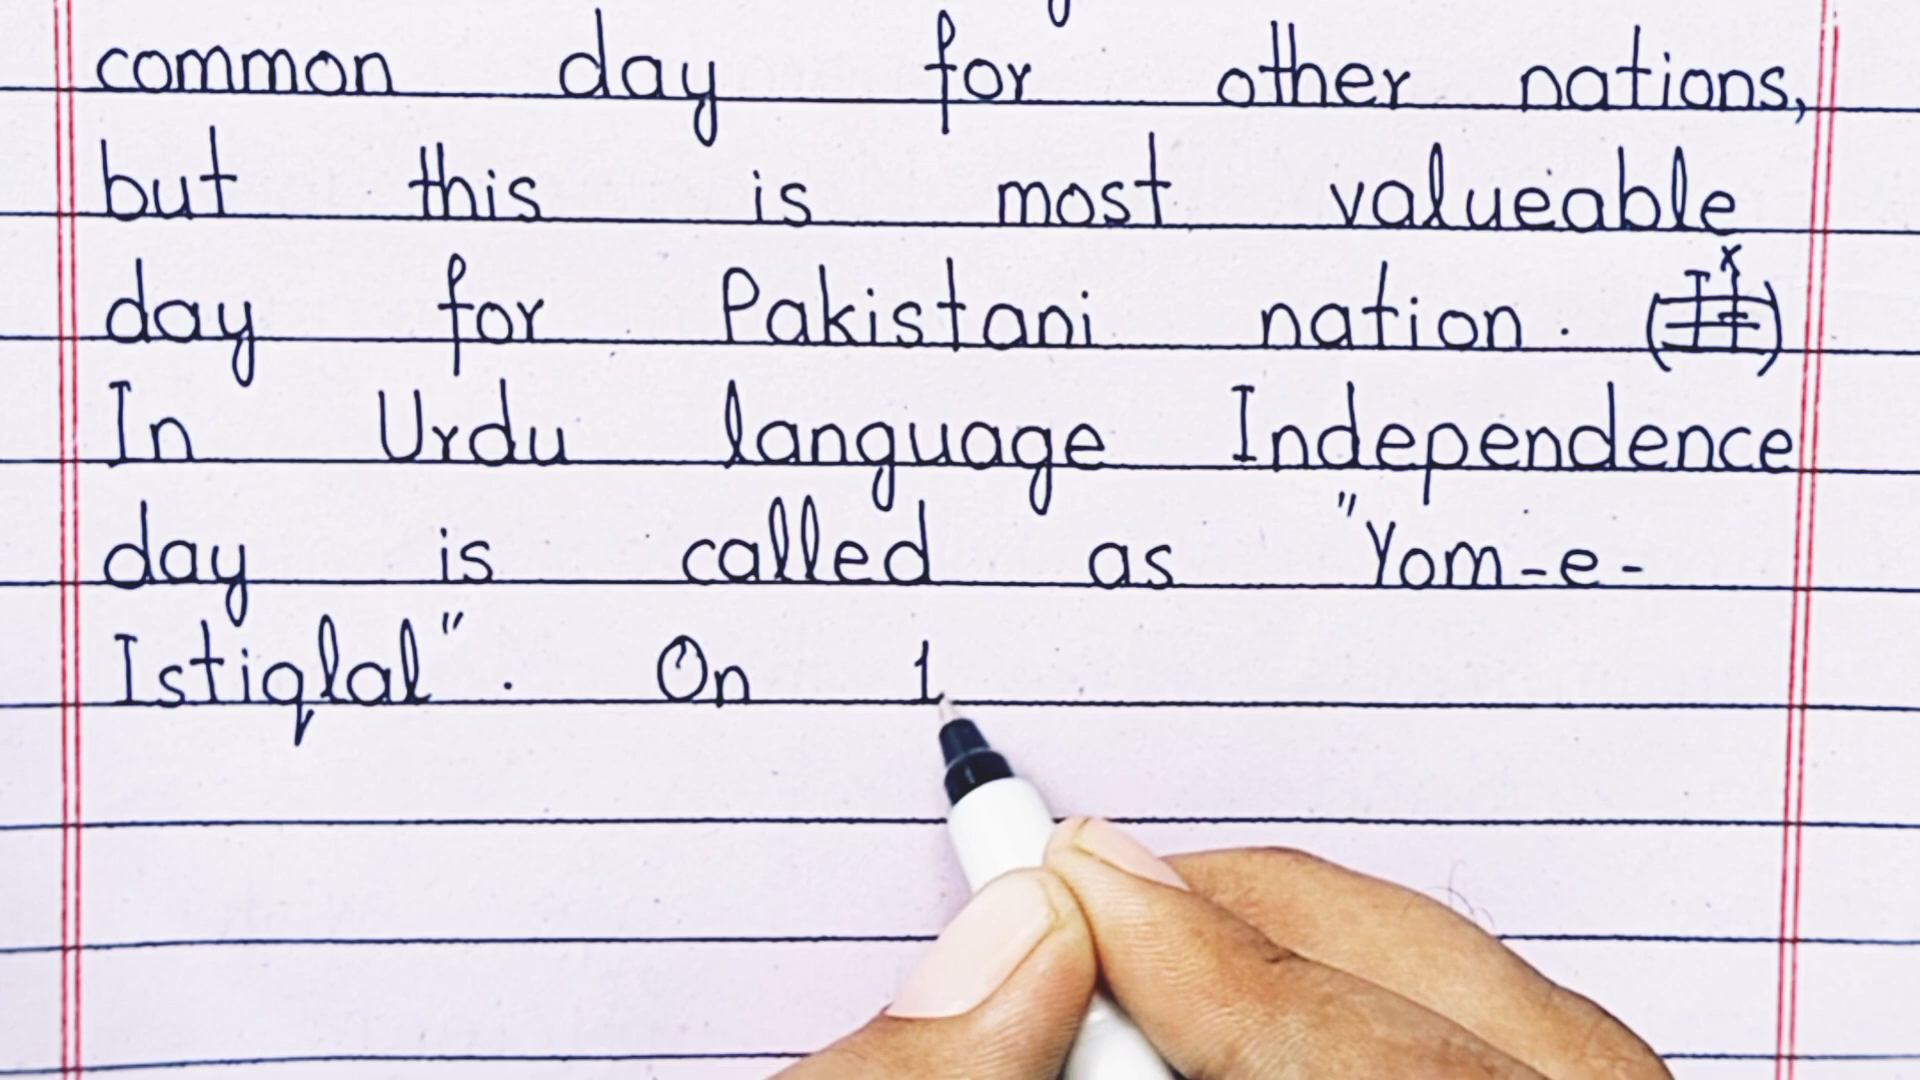 common day for other nations,
but this is most valueable
day for Pakistani nation.
In Urdu language Independence
day is called as "Yom-e-
Istiqlal". On 1